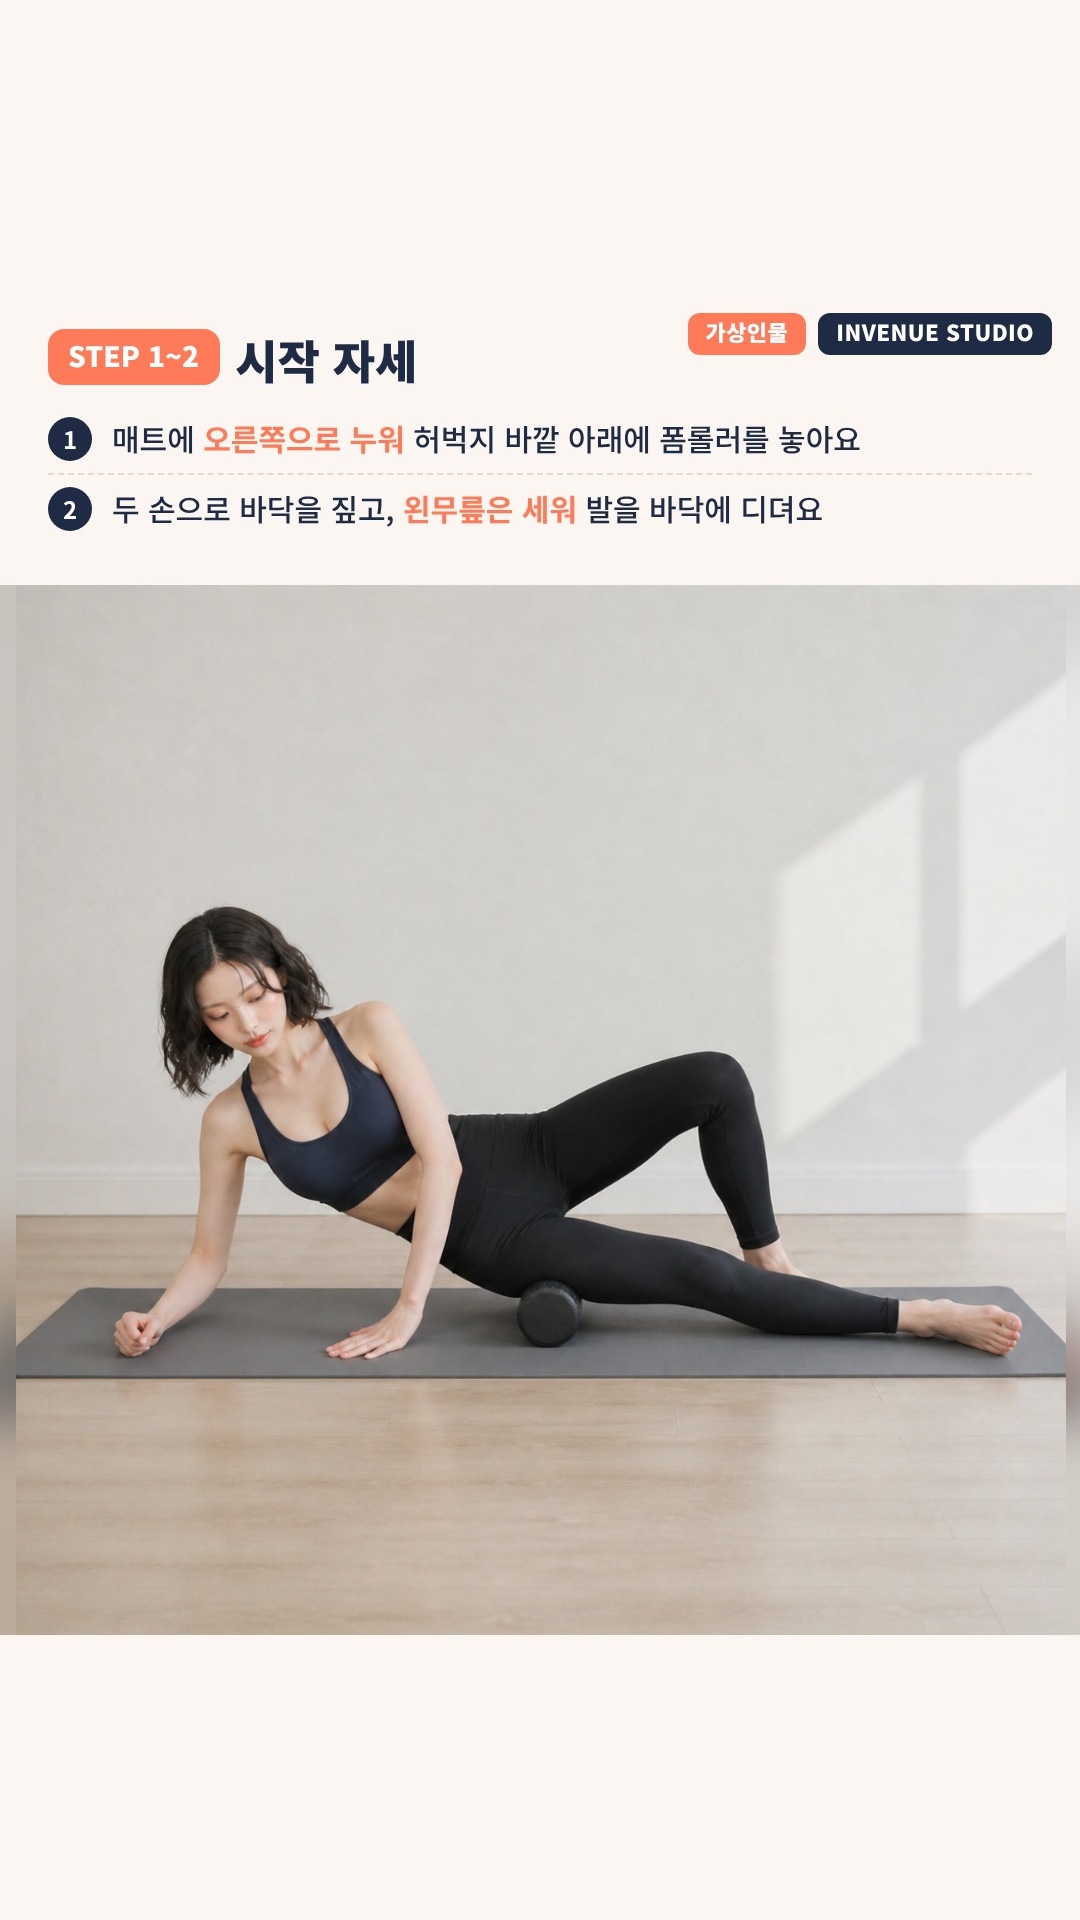 가상인물 INVENUE STUDIO
STEP 1~2 시작 자세
1 매트에 오른쪽으로 누워 허벅지 바깥 아래에 폼롤러를 놓아요
2 두 손으로 바닥을 짚고, 왼무릎은 세워 발을 바닥에 디뎌요